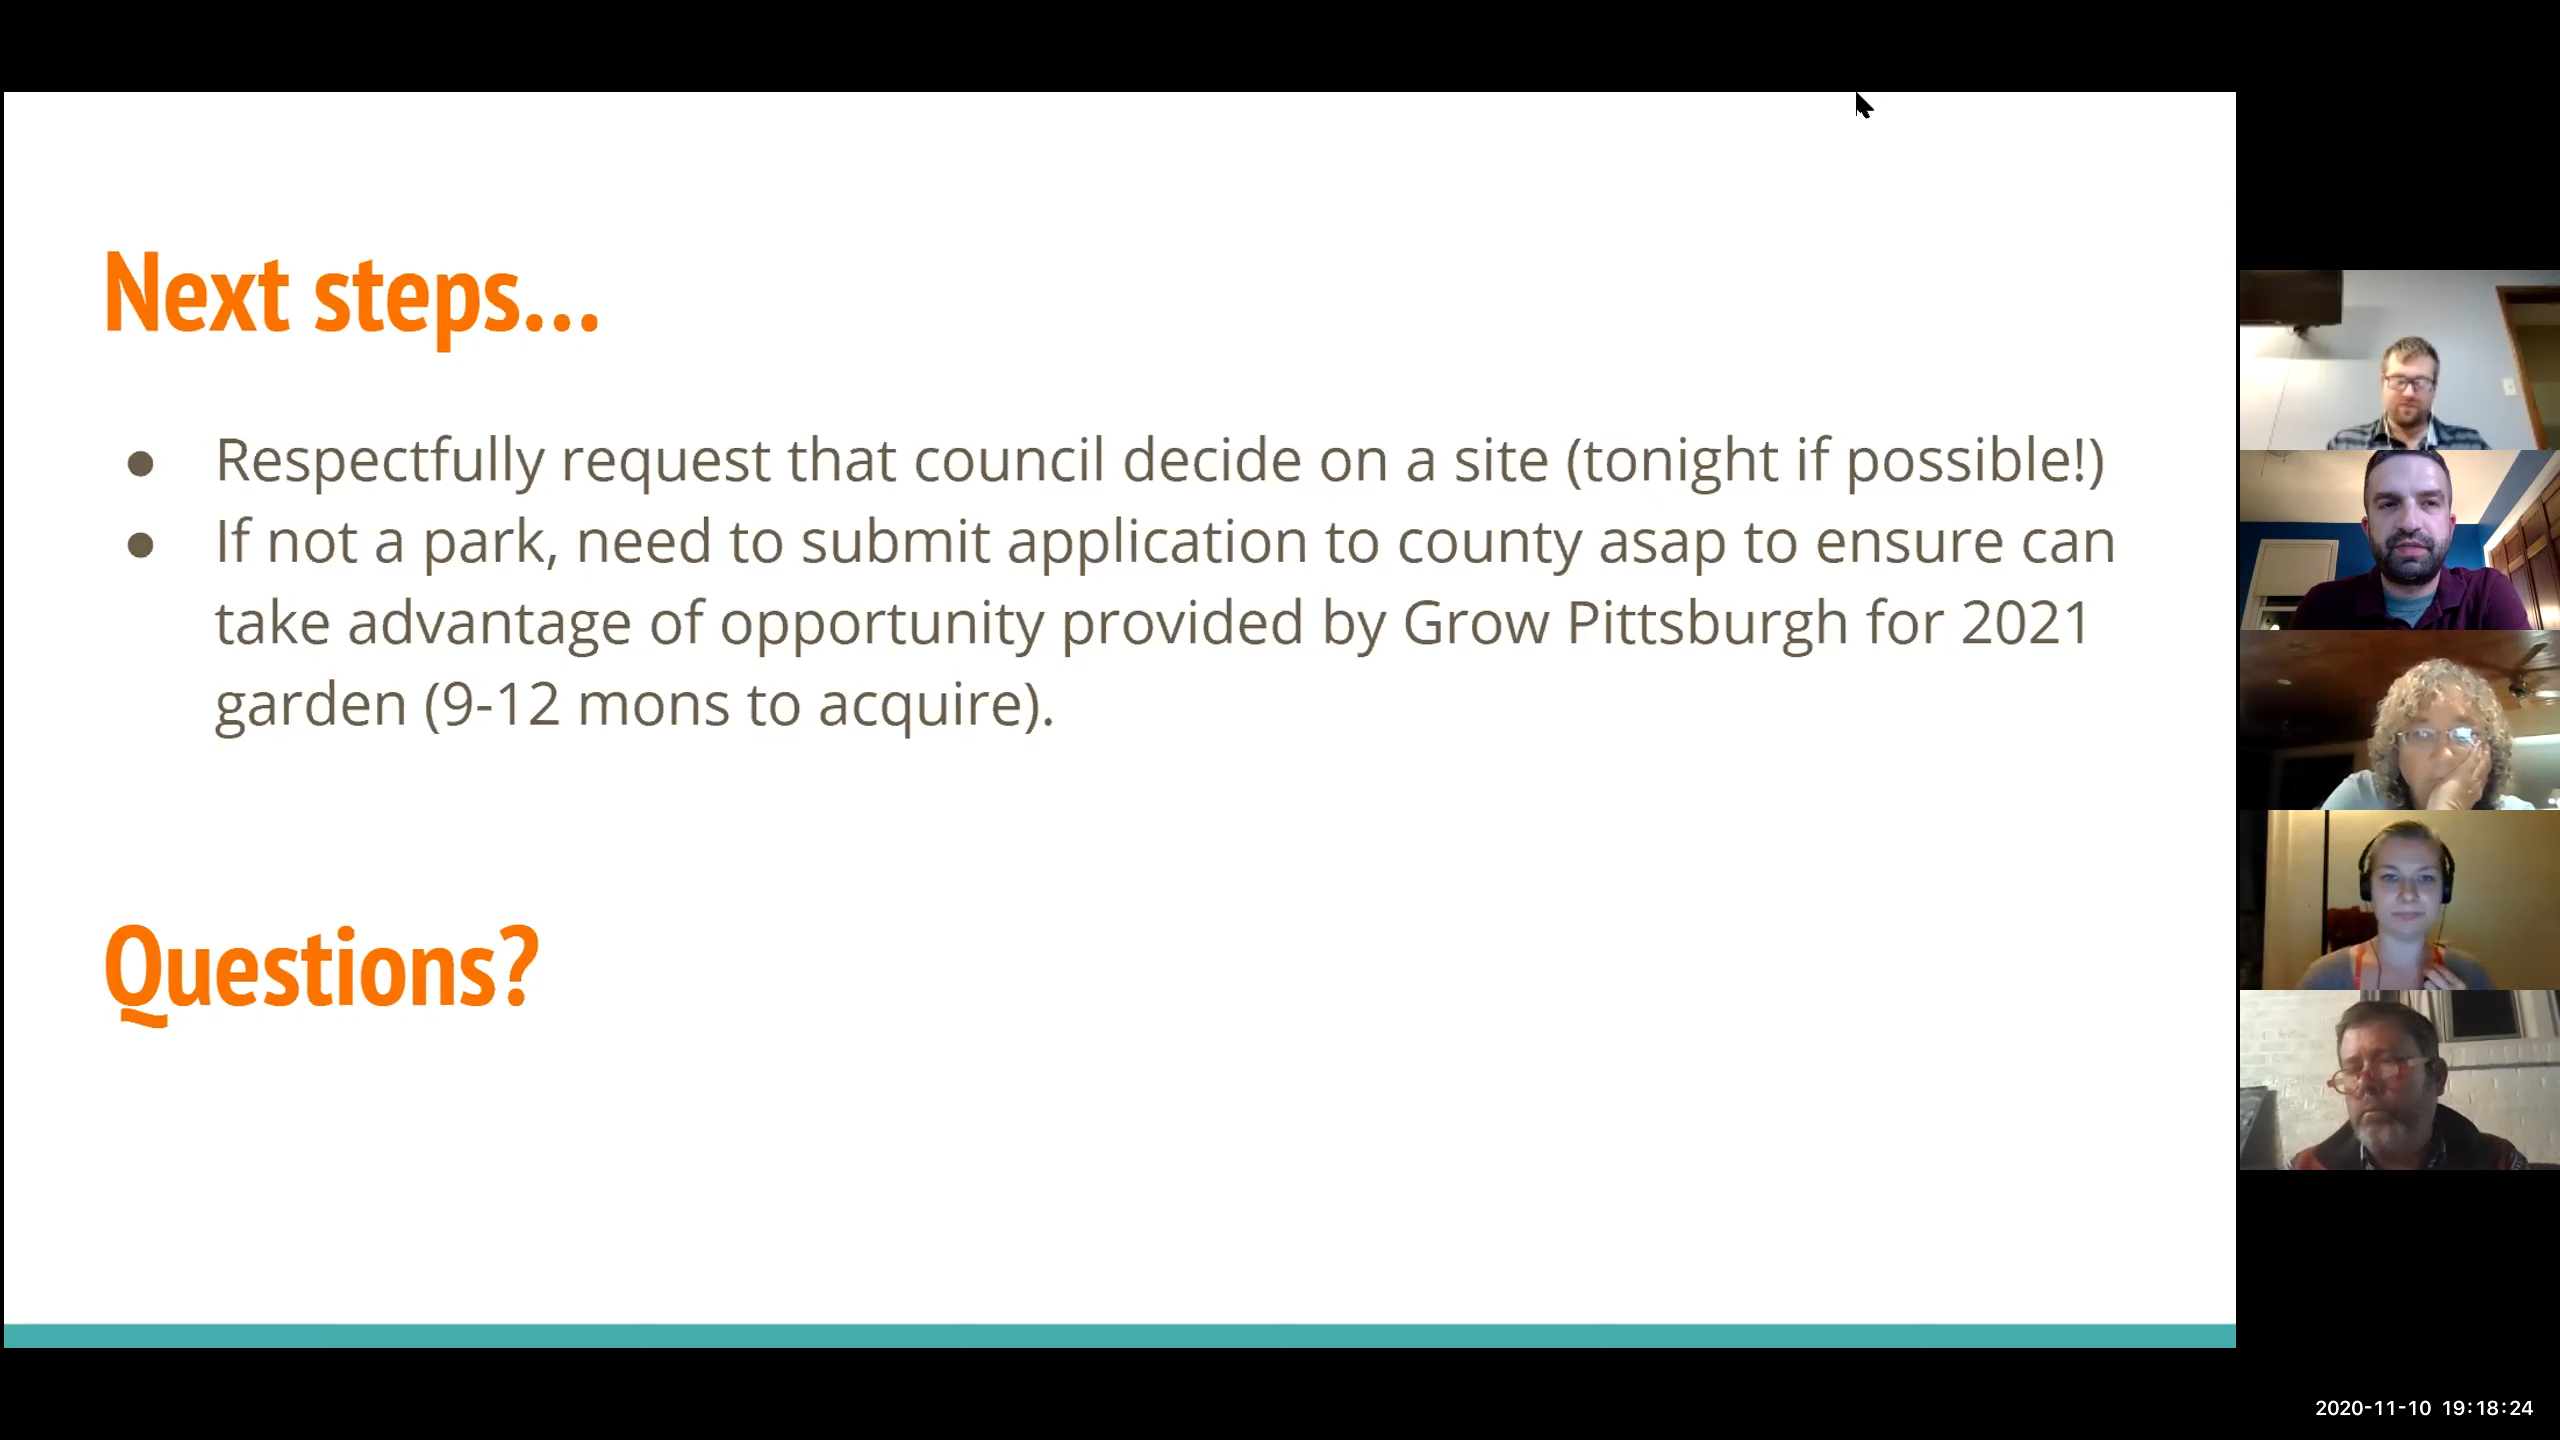 Next steps...
● Respectfully request that council decide on a site (tonight if possible!)
● If not a park, need to submit application to county asap to ensure can
take advantage of opportunity provided by Grow Pittsburgh for 2021
garden (9-12 mons to acquire).
Questions?
2020-11-10 19:18:24